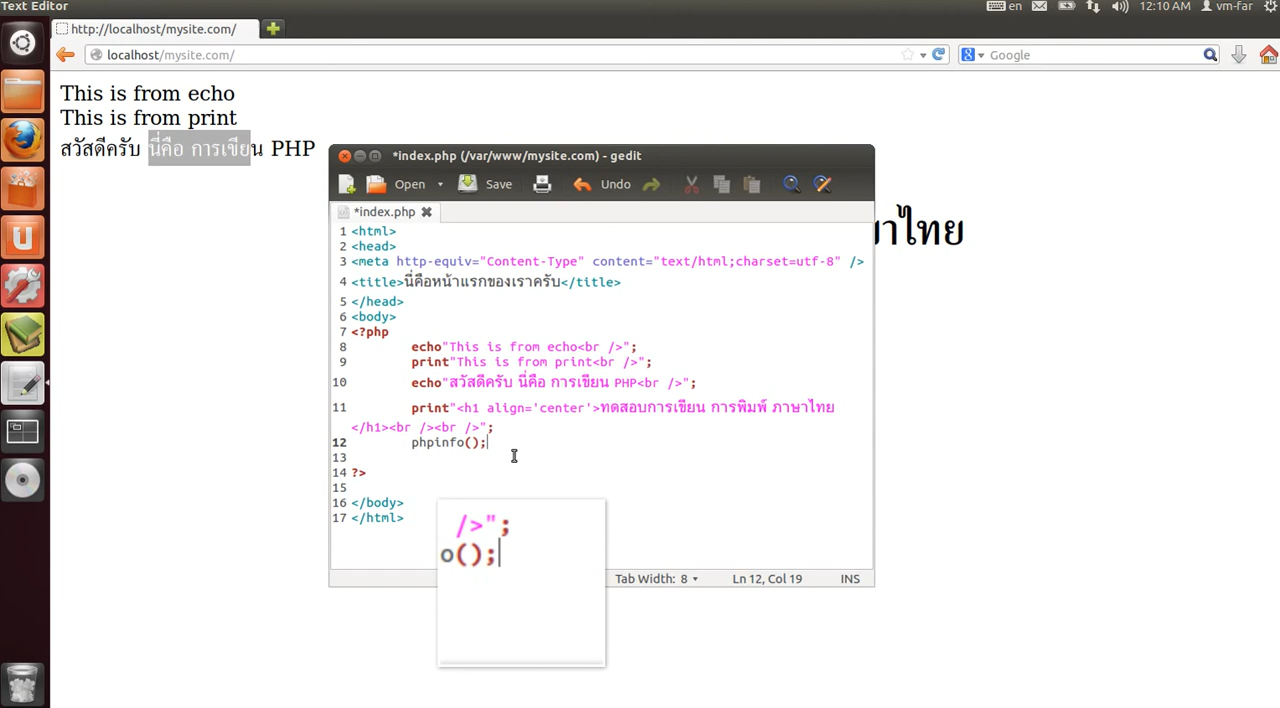 Text Editor
en
12:10 AM
vm-far
http://localhost/mysite.com/
localhost/mysite.com/
Google
This is from echo
This is from print
สวัสดีครับ นี่คือ การเขียน PHP
าไทย
*index.php (/var/www/mysite.com) - gedit
Open Save Undo
*index.php
1 <html>
2 <head>
3 <meta http-equiv="Content-Type" content="text/html;charset=utf-8" />
4 <title>นี่คือหน้าแรกของเราครับ</title>
5 </head>
6 <body>
7 <?php
8 echo"This is from echo<br />";
9 print"This is from print<br />";
10 echo"สวัสดีครับ นี่คือ การเขียน PHP<br />";
11 print"<h1 align='center'>ทดสอบการเขียน การพิมพ์ ภาษาไทย
</h1><br /><br />";
12 phpinfo();
13
14 ?>
15
16 </body>
17 </html>
/>";
o();
Tab Width: 8 Ln 12, Col 19 INS